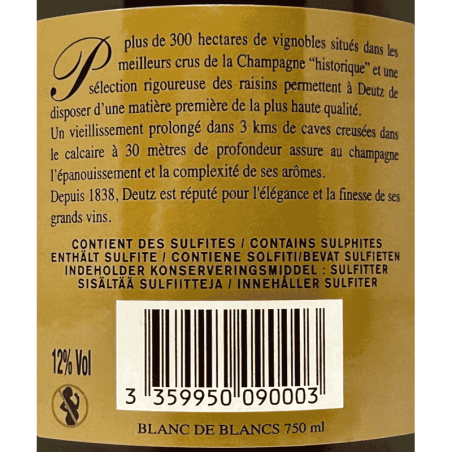 Plus de 300 hectares de vignobles situés dans les
meilleurs crus de la Champagne “historique” et une
sélection rigoureuse des raisins permettent à Deutz de
disposer d’une matière première de la plus haute qualité.
Un vieillissement prolongé dans 3 kms de caves creusées dans
le calcaire à 30 mètres de profondeur assure au champagne
l’épanouissement et la complexité de ses arômes.
Depuis 1838, Deutz est réputé pour l'élégance et la finesse de ses
grands vins.
CONTIENT DES SULFITES / CONTAINS SULPHITES
ENTHÄLT SULFITE / CONTIENE SOLFITI/BEVAT SULFIETEN
INDEHOLDER KONSERVERINGSMIDDEL : SULFITTER
SISÄLTÄÄ SULFIITTEJA / INNEHÅLLER SULFITER
12% Vol
3 359950 090003
BLANC DE BLANCS 750 ml